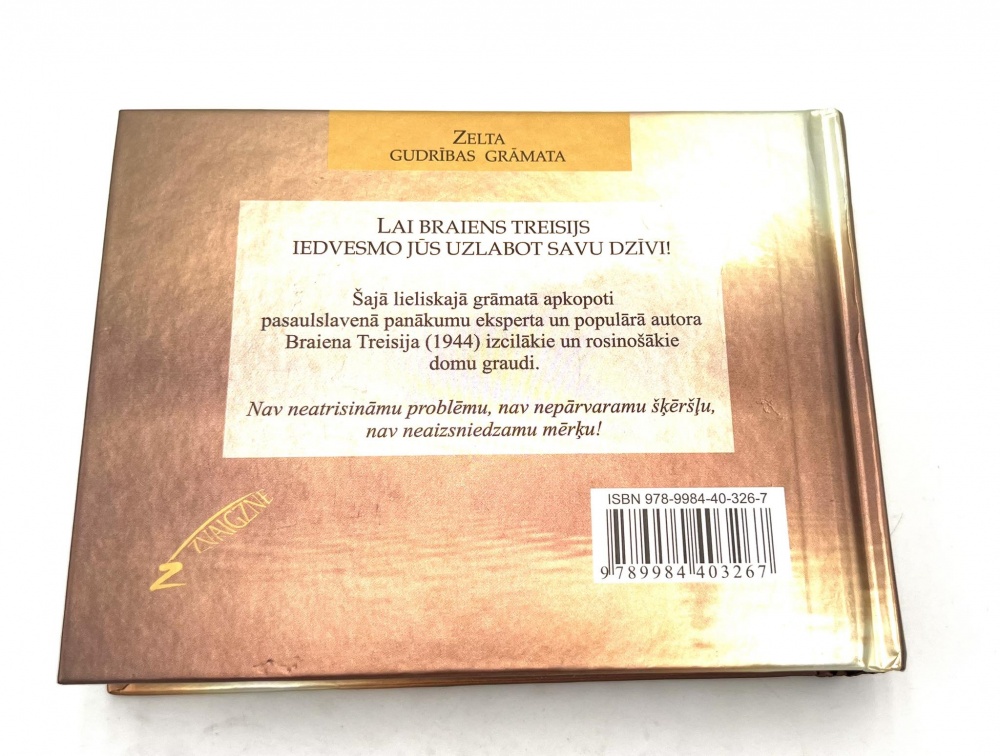 ZELTA
GUDRĪBAS GRĀMATA
LAI BRAIENS TREISIJS
IEDVESMO JŪS UZLABOT SAVU DZĪVI!
Šajā lieliskajā grāmatā apkopoti
pasaulslavenā panākumu eksperta un populārā autora
Braiena Treisija (1944) izcilākie un rosinošākie
domu graudi.
Nav neatrisināmu problēmu, nav nepārvaramu šķēršļu,
nav neaizsniedzamu mērķu!
ZVAIGZNE
ISBN 978-9984-40-326-7
9 789984 403267